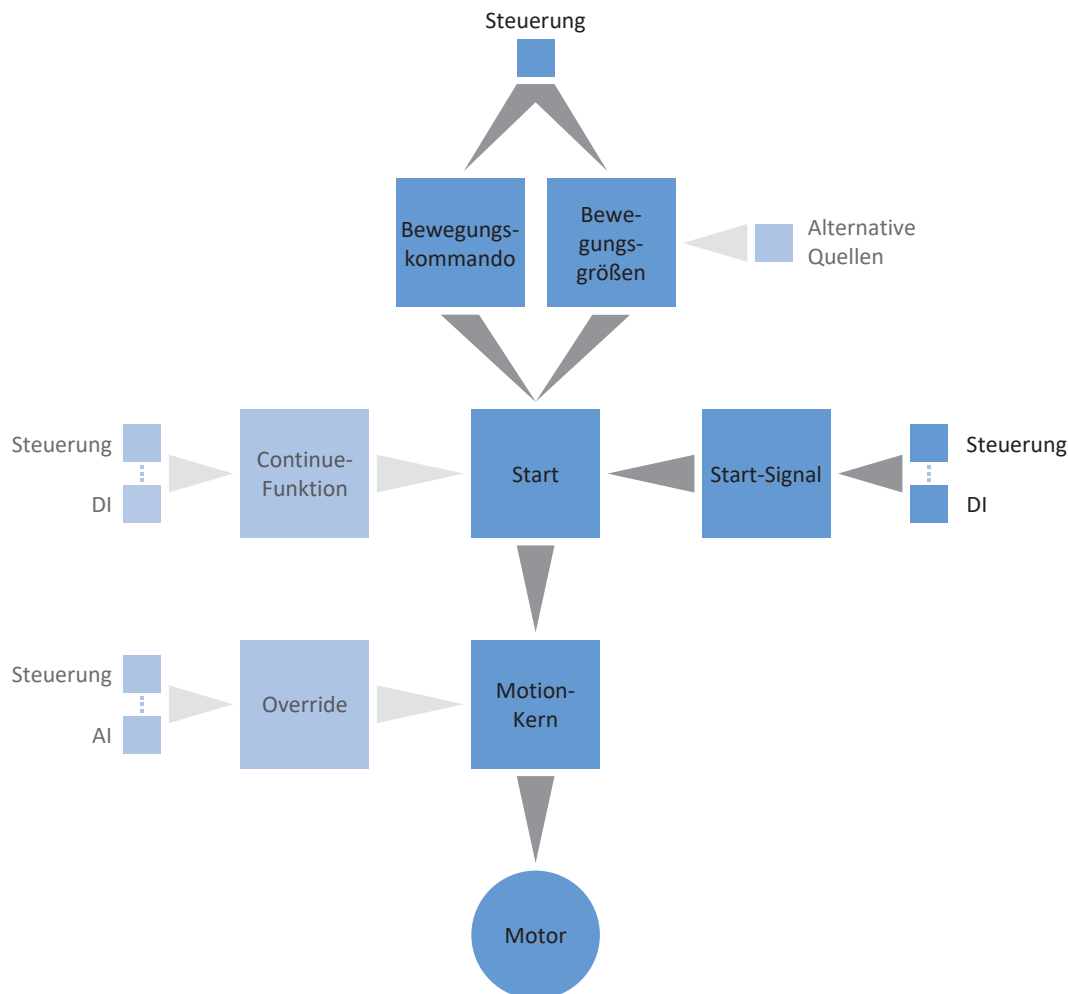 Steuerung
Bewegungs-
kommando
Bewe-
gungs-
größen
Alternative
Quellen
Steuerung
DI
Continue-
Funktion
Start
Start-Signal
Steuerung
DI
Steuerung
AI
Override
Motion-
Kern
Motor